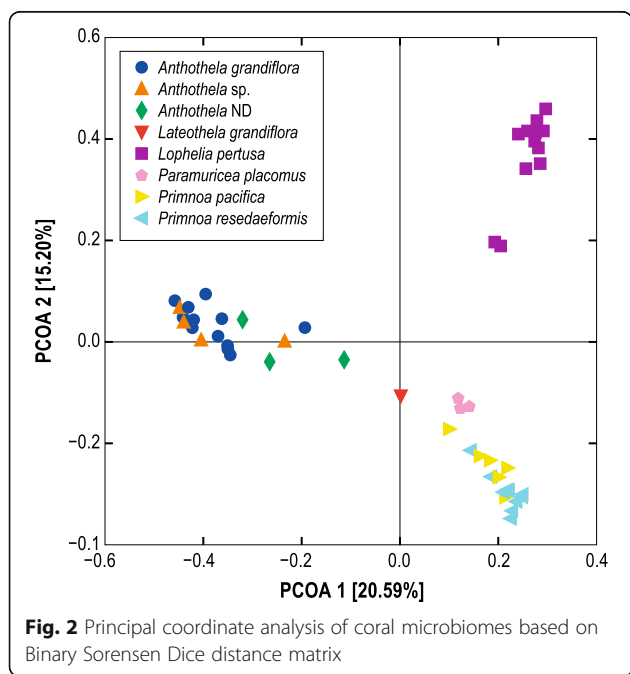 0.6
0.4
0.2
0.0
−0.2
−0.1
PCOA 2 [15.20%]
Anthothela grandiflora
Anthothela sp.
Anthothela ND
Lateothela grandiflora
Lophelia pertusa
Paramuricea placomus
Primnoa pacifica
Primnoa resedaeformis
−0.6
−0.4
−0.2
0.0
0.2
0.4
PCOA 1 [20.59%]
Fig. 2 Principal coordinate analysis of coral microbiomes based on
Binary Sorensen Dice distance matrix